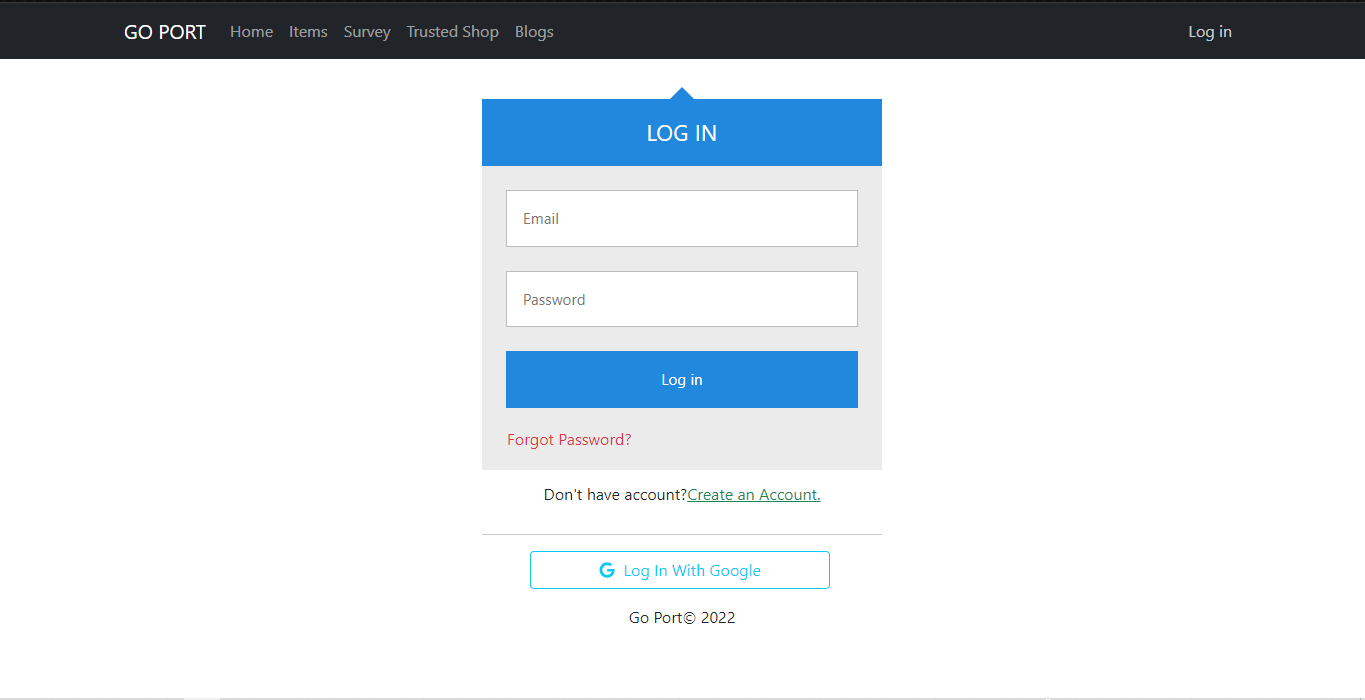 GO PORT Home Items Survey Trusted Shop Blogs Log in
LOG IN
Email
Password
Log in
Forgot Password?
Don't have account?Create an Account.
G Log In With Google
Go Port© 2022